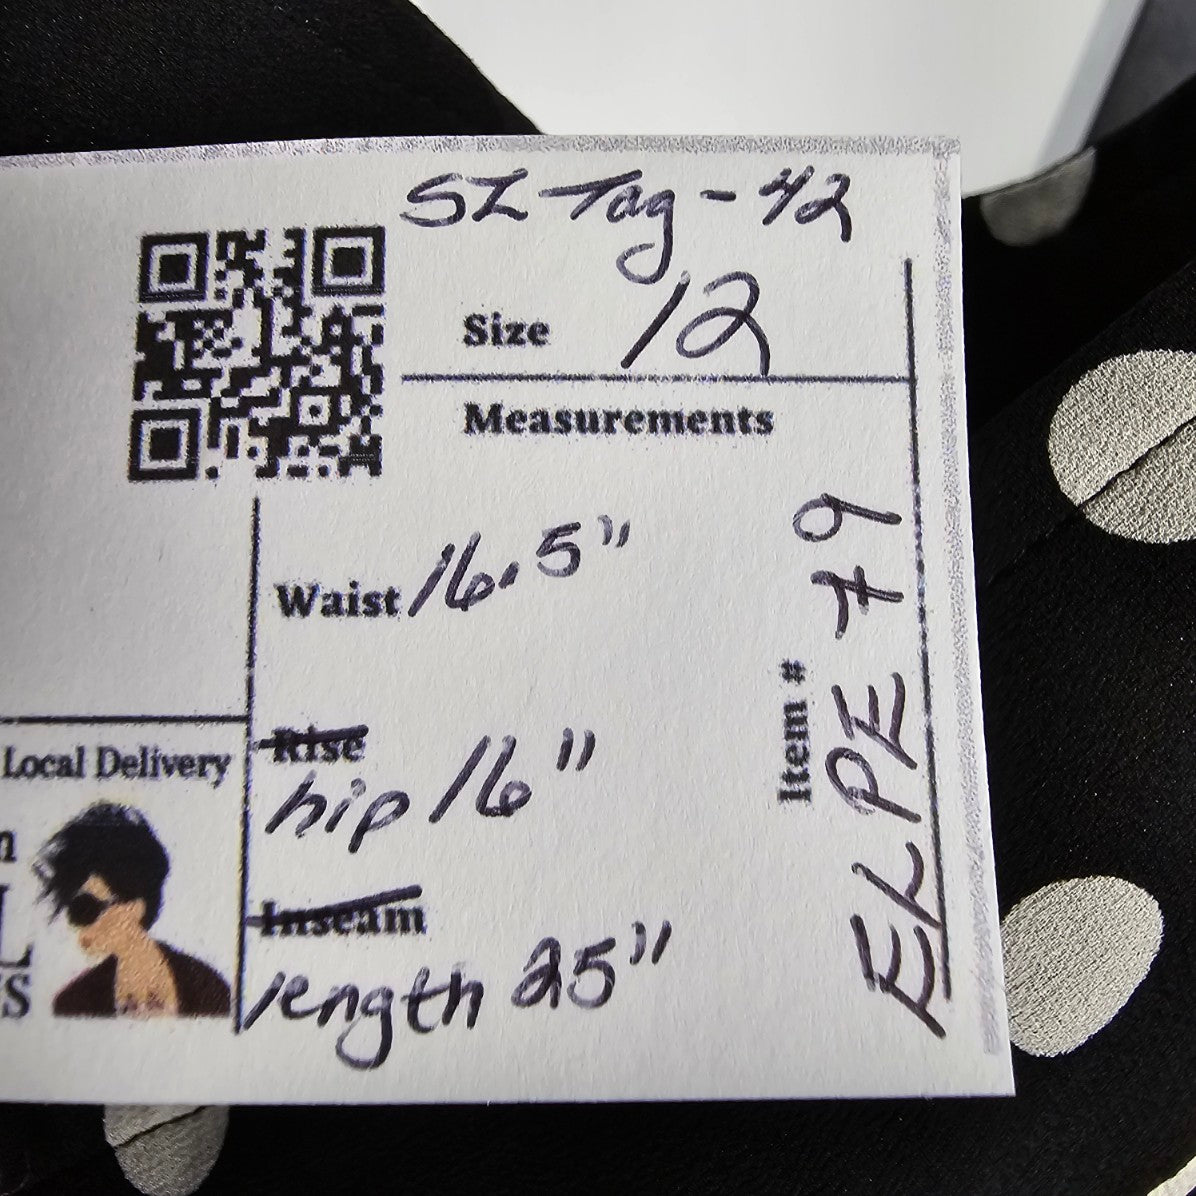 SZ Tag - 42
Size 12
Measurements
Waist 16.5"
Rise
hip 16"
Inseam
length 25"
Item #
ELPE 79
Local Delivery